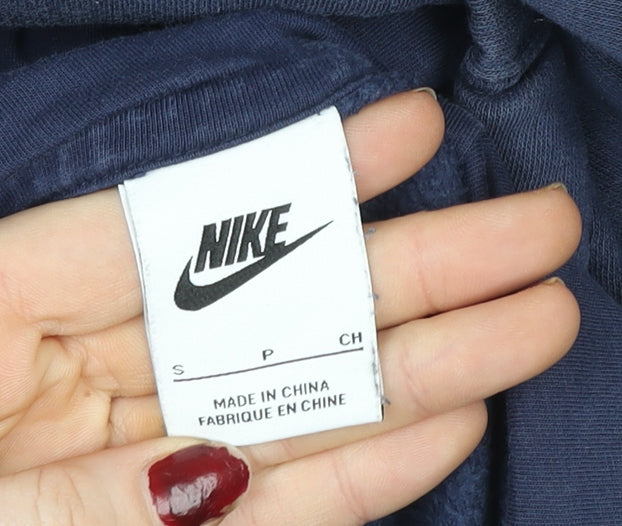 NIKE
S P CH
MADE IN CHINA
FABRIQUE EN CHINE